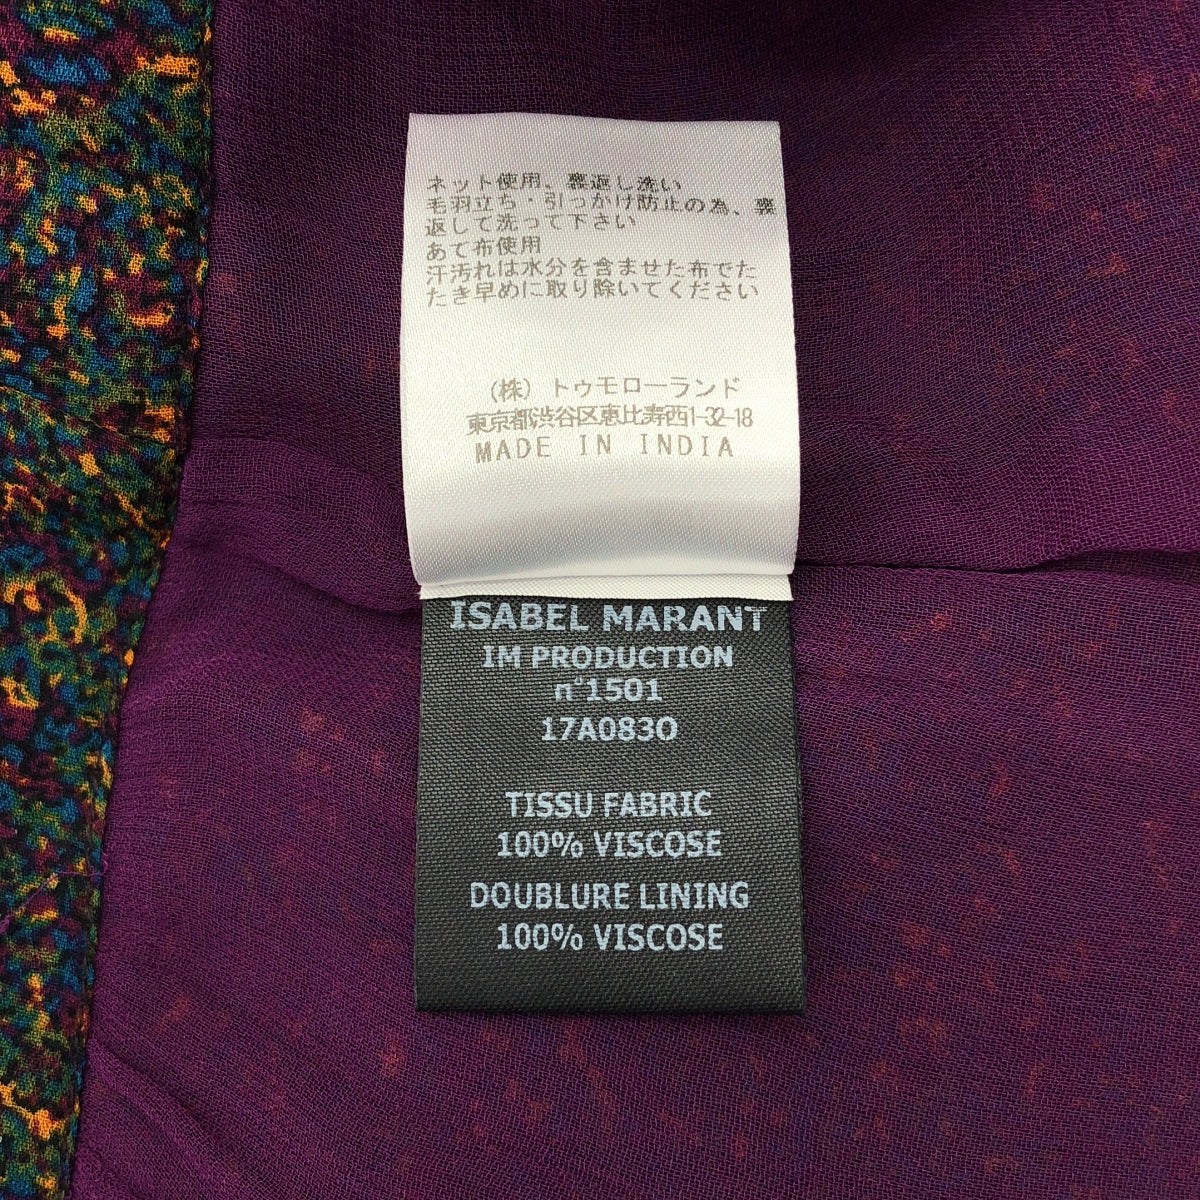 ネット使用、裏返し洗い
毛羽立ち・引っかけ防止の為、裏
返して洗って下さい
あて布使用
汗汚れは水分を含ませた布でた
たき早めに取り除いてください
（株）トゥモローランド
東京都渋谷区恵比寿西1-32-18
MADE IN INDIA
ISABEL MARANT
IM PRODUCTION
n°1501
17A083O
TISSU FABRIC
100% VISCOSE
DOUBLURE LINING
100% VISCOSE